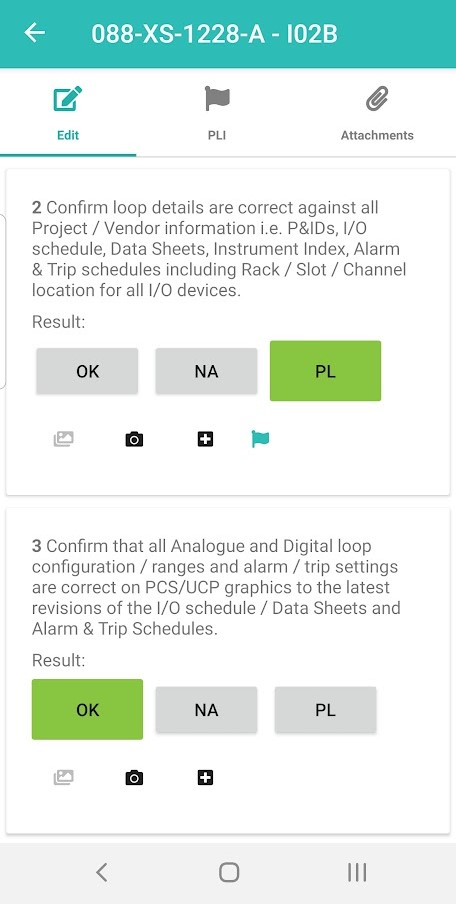 088-XS-1228-A - I02B
Edit
PLI
Attachments
2 Confirm loop details are correct against all
Project / Vendor information i.e. P&IDs, I/O
schedule, Data Sheets, Instrument Index, Alarm
& Trip schedules including Rack / Slot / Channel
location for all I/O devices.
Result:
OK
NA
PL
3 Confirm that all Analogue and Digital loop
configuration / ranges and alarm / trip settings
are correct on PCS/UCP graphics to the latest
revisions of the I/O schedule / Data Sheets and
Alarm & Trip Schedules.
Result:
OK
NA
PL